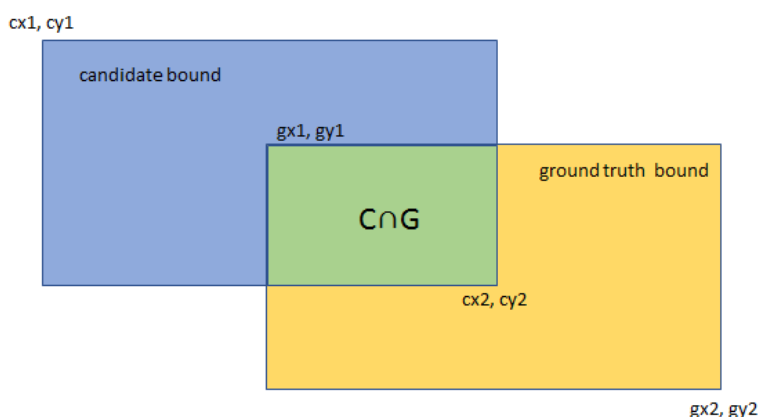 cx1, cy1
candidate bound
gx1, gy1
ground truth  bound
C∩G
cx2, cy2
gx2, gy2